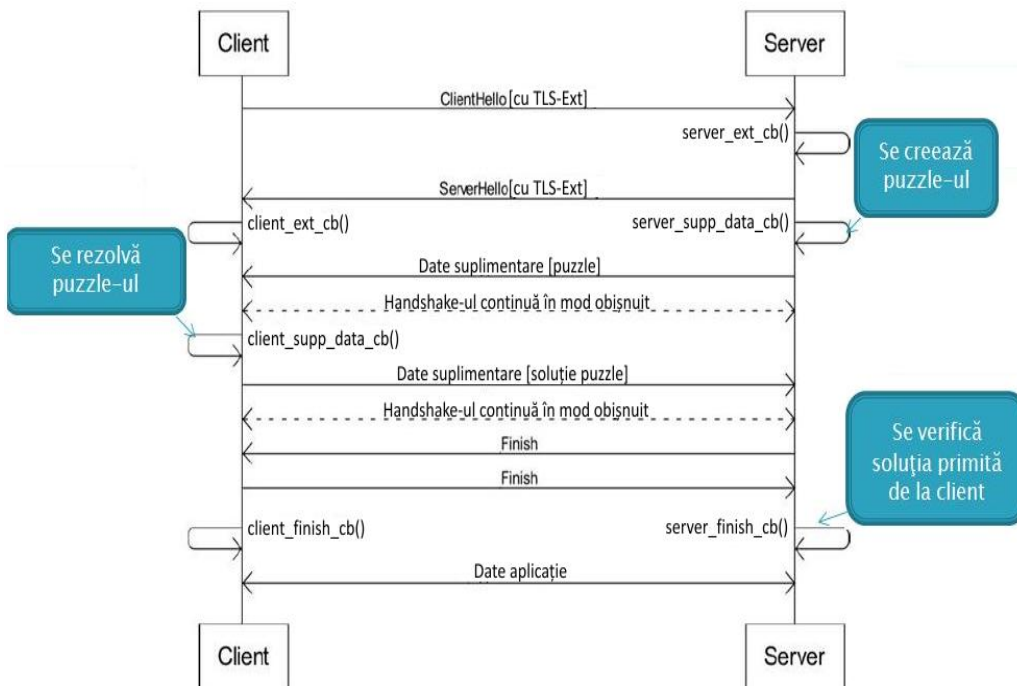 Client
Server
ClientHello [cu TLS-Ext]
server_ext_cb()
Se creează
puzzle-ul
ServerHello [cu TLS-Ext]
client_ext_cb()
server_supp_data_cb()
Se rezolvă
puzzle-ul
Date suplimentare [puzzle]
Handshake-ul continuă în mod obișnuit
client_supp_data_cb()
Date suplimentare [soluție puzzle]
Handshake-ul continuă în mod obișnuit
Finish
Se verifică
soluţia primită
de la client
Finish
client_finish_cb()
server_finish_cb()
Date aplicație
Client
Server